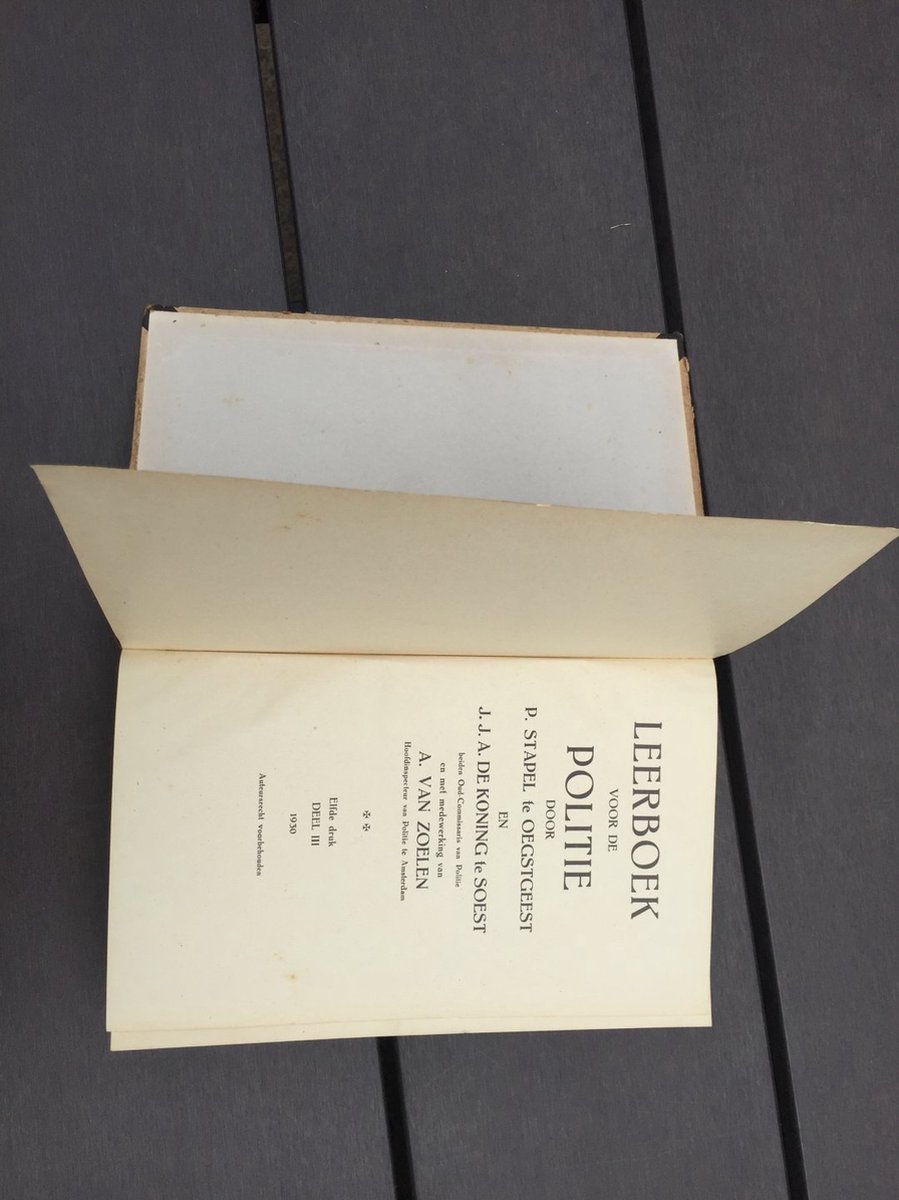 LEERBOEK
VOOR DE
POLITIE
DOOR
P. STAPEL te OEGSTGEEST
EN
J. J. A. DE KONING te SOEST
beiden Oud-Commissaris van Politie
en met medewerking van
A. VAN ZOELEN
Hoofdinspecteur van Politie te Amsterdam
Elfde druk
DEEL III
1930
Auteursrecht voorbehouden